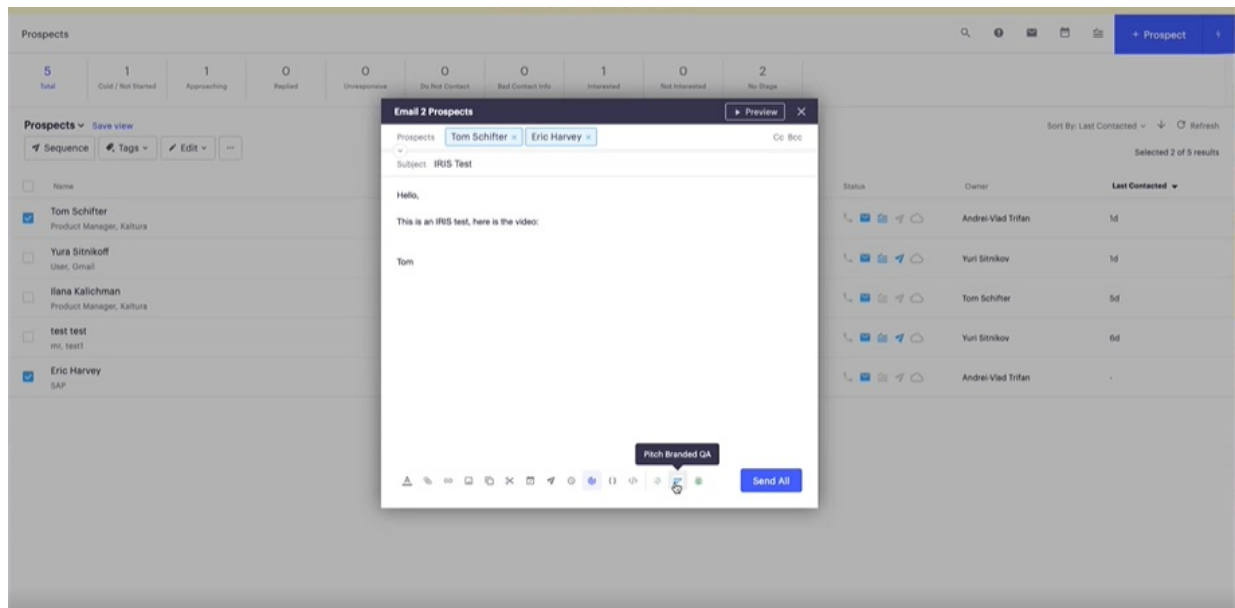 Prospects
+ Prospect
5 1 1 0 0 0 0 1 0 2
Total Cold / Not Started Approaching Replied Unresponsive Do Not Contact Bad Contact Info Interested Not Interested No Stage
Email 2 Prospects Preview
Prospects Tom Schifter × Eric Harvey × Cc Bcc
Subject IRIS Test
Hello,
This is an IRIS test, here is the video:
Tom
Pitch Branded QA
Send All
Prospects Save view
Sort By: Last Contacted Refresh
Sequence Tags Edit ...
Selected 2 of 5 results
Name Status Owner Last Contacted
Tom Schifter Andrei-Vlad Trifan 1d
Product Manager, Kaltura
Yura Sitnikoff Yuri Sitnikov 1d
User, Gmail
Ilana Kalichman Tom Schifter 5d
Product Manager, Kaltura
test test Yuri Sitnikov 6d
mr, test1
Eric Harvey Andrei-Vlad Trifan -
SAP